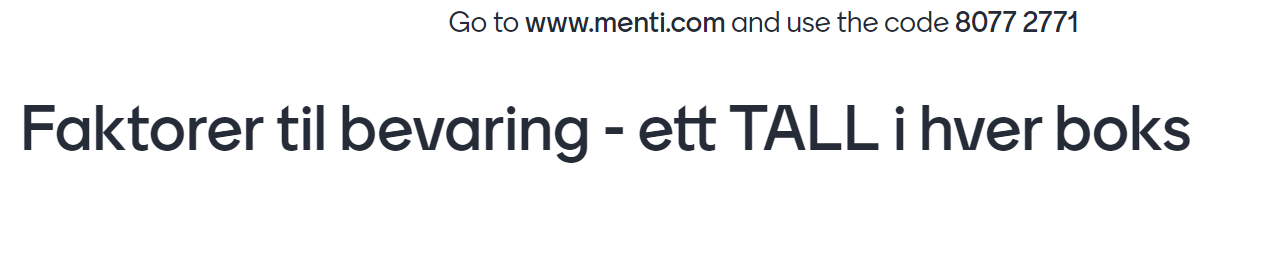 Go to www.menti.com and use the code 8077 2771
Faktorer til bevaring - ett TALL i hver boks